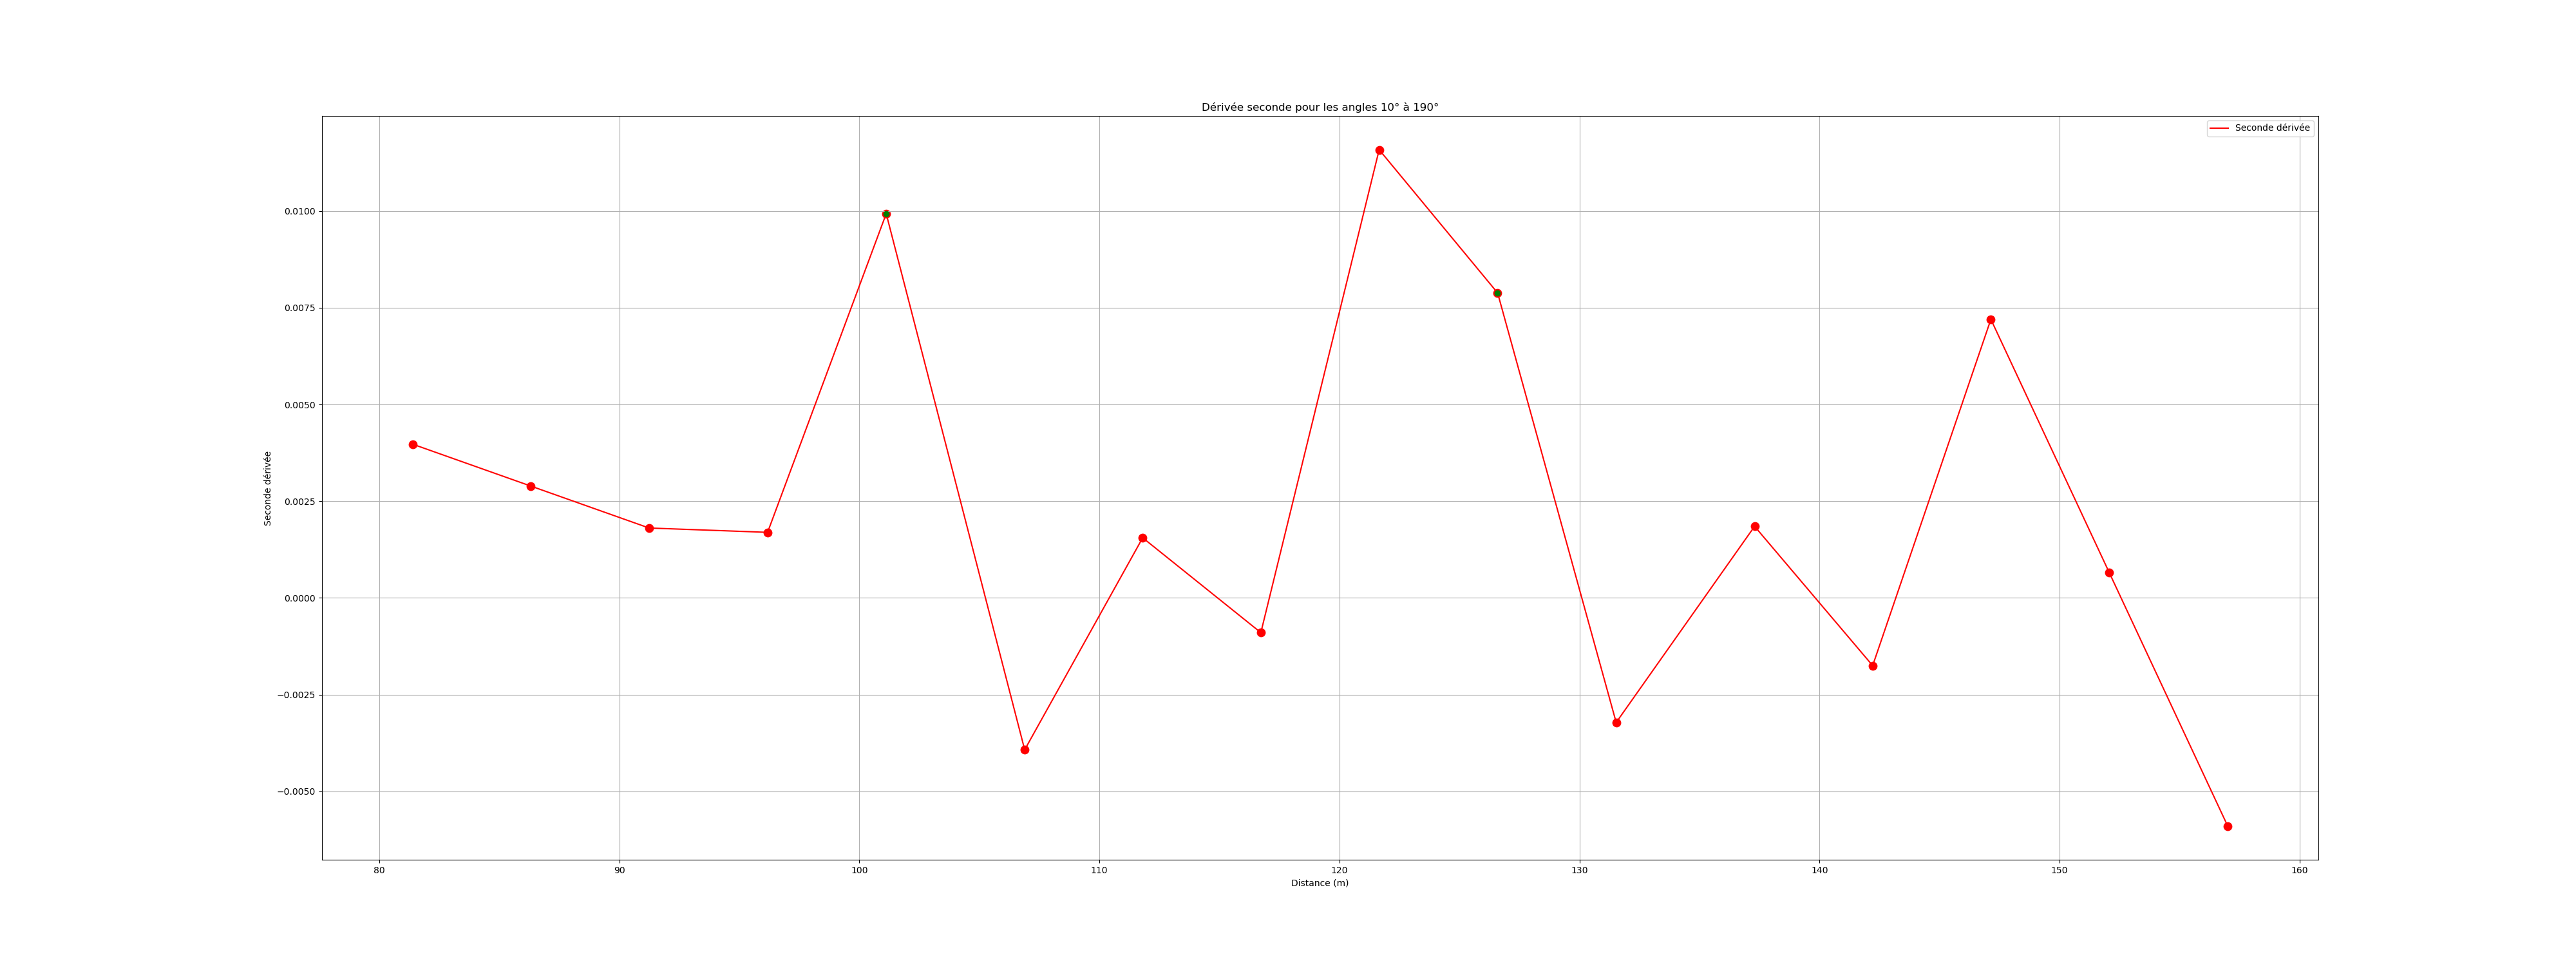 Dérivée seconde pour les angles 10° à 190°
Seconde dérivée
0.0100
0.0075
0.0050
0.0025
0.0000
−0.0025
−0.0050
Seconde dérivée
80 90 100 110 120 130 140 150 160
Distance (m)